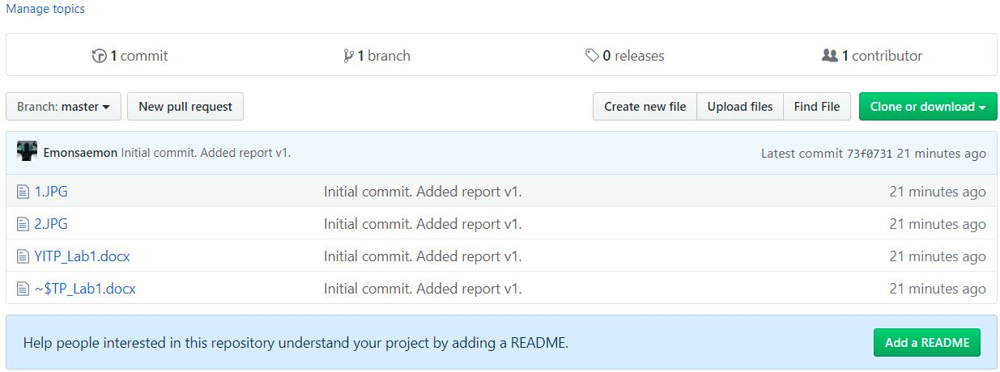 Manage topics
1 commit 1 branch 0 releases 1 contributor
Branch: master New pull request Create new file Upload files Find File Clone or download
Emonsaemon Initial commit. Added report v1. Latest commit 73f0731 21 minutes ago
1.JPG Initial commit. Added report v1. 21 minutes ago
2.JPG Initial commit. Added report v1. 21 minutes ago
YITP_Lab1.docx Initial commit. Added report v1. 21 minutes ago
~$TP_Lab1.docx Initial commit. Added report v1. 21 minutes ago
Help people interested in this repository understand your project by adding a README. Add a README